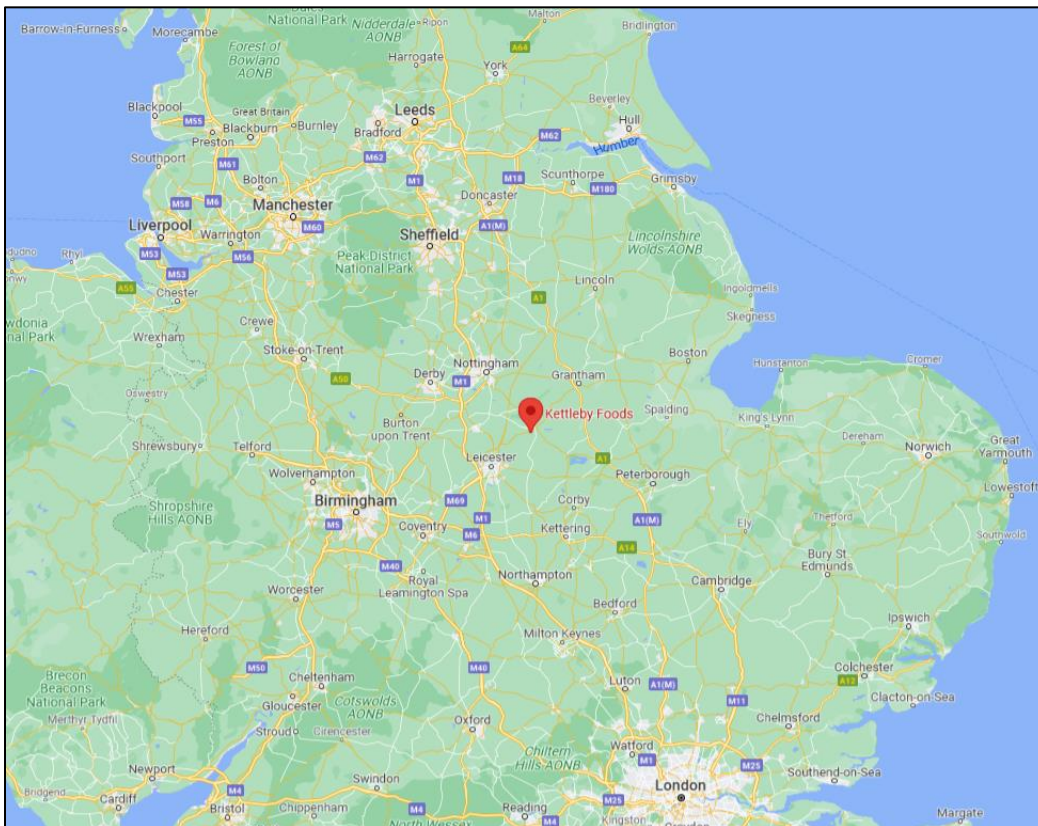 National Park
Nidderdale
AONB
Ripon
Malton
Bridlington
Barrow-in-Furness
Morecambe
Forest of
Bowland
AONB
Harrogate
A64
York
Blackpool
M55
Great Britain
Preston
Blackburn
Burnley
Leeds
Bradford
Beverley
Hull
Humber
M62
M62
Southport
M61
Bolton
M1
M18
Scunthorpe
M180
Grimsby
Doncaster
M58
M6
Manchester
M60
A1(M)
Liverpool
Warrington
Sheffield
Lincolnshire
Wolds AONB
M53
M56
Peak District
National Park
Rhyl
M53
A55
Chester
A1
Lincoln
Ingoldmells
Skegness
Crewe
Wrexham
Stoke-on-Trent
Nottingham
Boston
Hunstanton
Cromer
A50
Derby
M1
Grantham
Oswestry
Burton
upon Trent
Kettleby Foods
Spalding
King's Lynn
Shrewsbury
Telford
Dereham
Norwich
Great
Yarmouth
Leicester
A1
Wolverhampton
Peterborough
Lowestoft
Birmingham
M69
Corby
Shropshire
Hills AONB
M5
Coventry
M1
M6
Kettering
A1(M)
Ely
Thetford
Southwold
A14
Bury St
Edmunds
M40
Royal
Leamington Spa
Northampton
Cambridge
Worcester
Bedford
Hereford
Milton Keynes
Ipswich
M50
M40
Colchester
A12
Brecon
Beacons
National Park
Cheltenham
Luton
A1(M)
M11
Clacton-on-Sea
Gloucester
Cotswolds
AONB
Merthyr Tydfil
Stroud
Cirencester
Oxford
Chelmsford
Chiltern
Hills AONB
Watford
M1
M25
Newport
Swindon
London
Southend-on-Sea
Bridgend
Cardiff
M4
Bristol
Chippenham
M4
Reading
M25
M4
Kingston
Margate
North Wessex